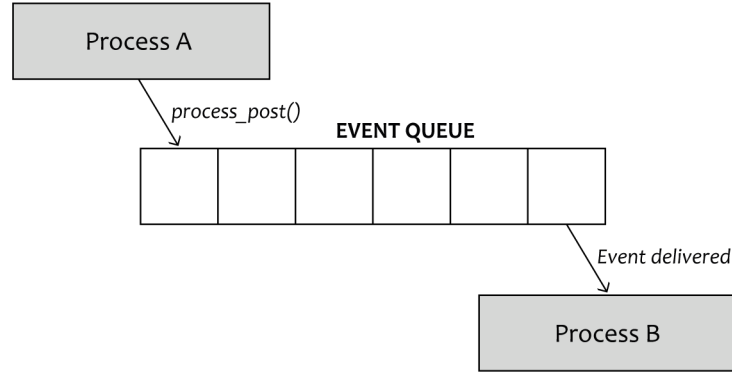 Process A
process_post()
EVENT QUEUE
Event delivered
Process B